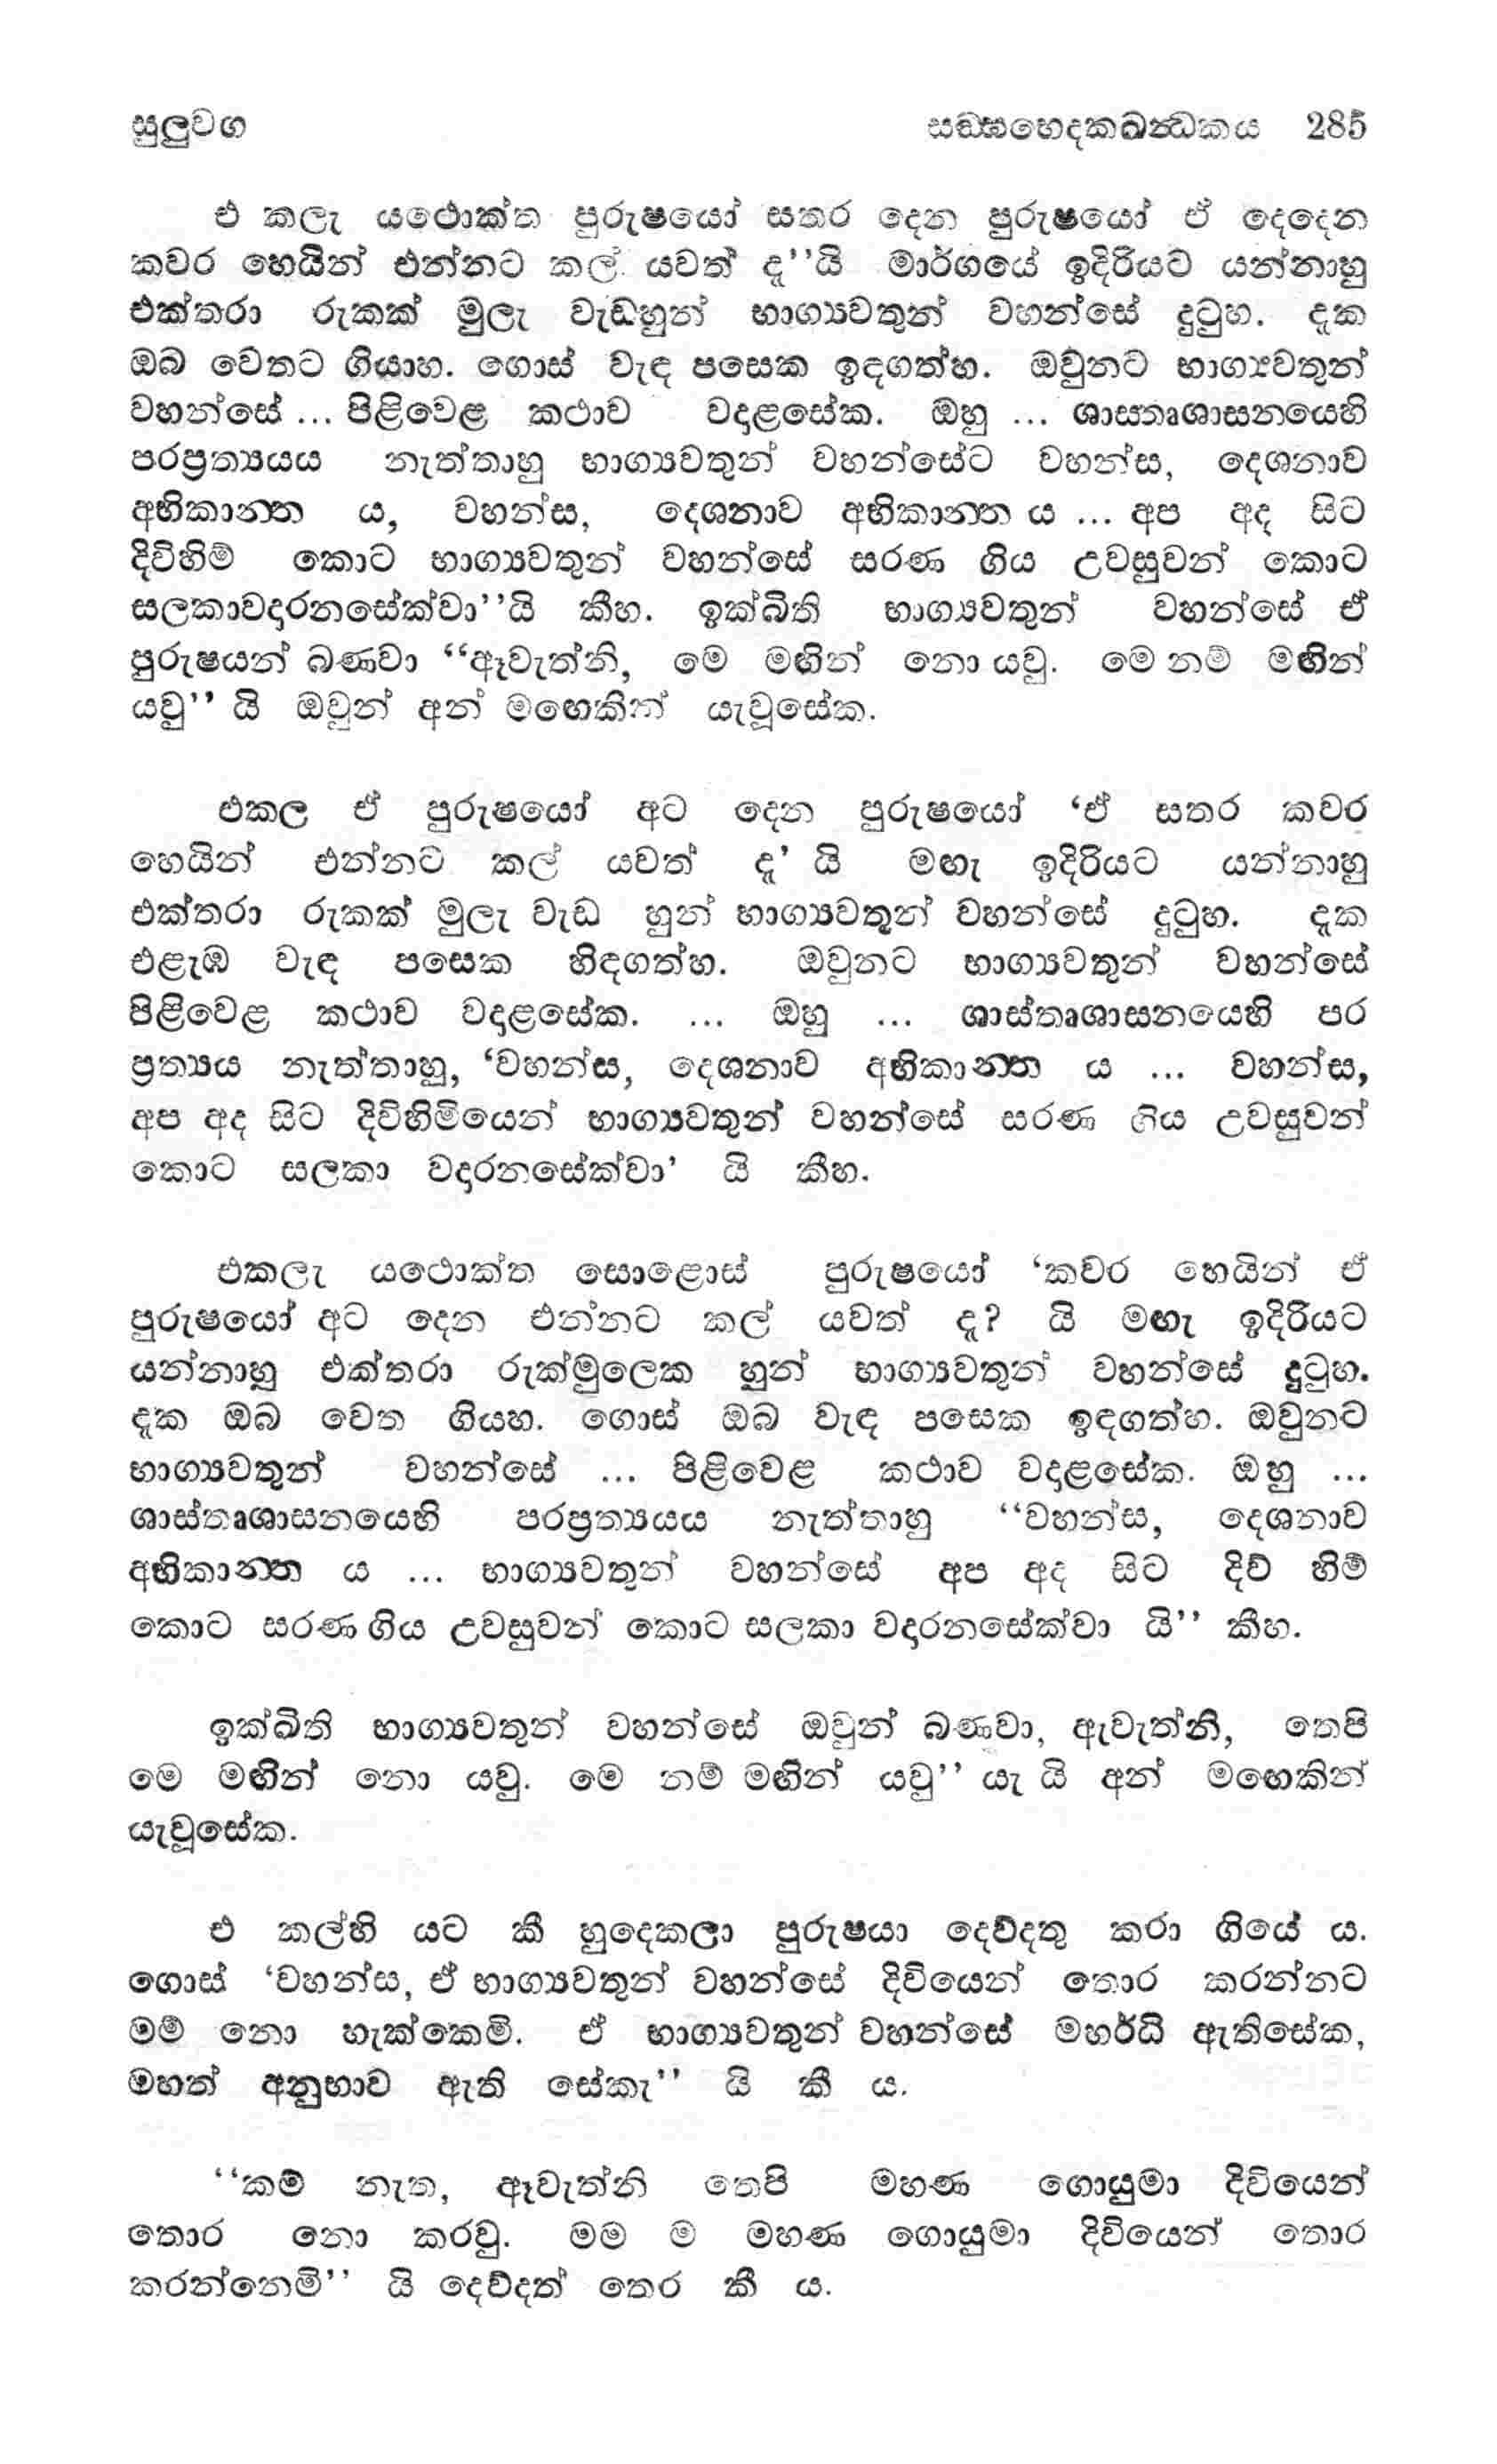 සුලුවග සඞ්ඝභෙදකඛන්ධකය 285
එ කලැ යථොක්ත පුරුෂයෝ සතර දෙන පුරුෂයෝ ඒ දෙදෙන
කවර හෙයින් එන්නට කල් යවත් දැ’’යි මාර්ගයේ ඉදිරියට යන්නාහු
එක්තරා රුකක් මුලැ වැඩහුන් භාග්‍යවතුන් වහන්සේ දුටුහ. දැක
ඔබ වෙතට ගියාහ. ගොස් වැඳ පසෙක ඉඳගත්හ. ඔවුනට භාග්‍යවතුන්
වහන්සේ ... පිළිවෙළ කථාව වදාළසේක. ඔහු ... ශාසතෘශාසනයෙහි
පරප්‍රත්‍යයය නැත්තාහු භාග්‍යවතුන් වහන්සේට වහන්ස, දෙශනාව
අභිකාන්ත ය, වහන්ස, දෙශනාව අභිකාන්ත ය ... අප අද සිට
දිවිහිම් කොට භාග්‍යවතුන් වහන්සේ සරණ ගිය උවසුවන් කොට
සලකාවදාරනසේක්වා’’යි කීහ. ඉක්බිති භාග්‍යවතුන් වහන්සේ ඒ
පුරුෂයන් බණවා “ඇවැත්නි, මෙ මඟින් නො යවු. මෙ නම් මඟින්
යවු’’ යි ඔවුන් අන් මඟෙකින් යැවූසේක.
එකල ඒ පුරුෂයෝ අට දෙන පුරුෂයෝ ‘ඒ සතර කවර
හෙයින් එන්නට කල් යවත් දැ’ යි මඟැ ඉදිරියට යන්නාහු
එක්තරා රුකක් මුලැ වැඩ හුන් භාග්‍යවතුන් වහන්සේ දුටුහ. දැක
එළැඹ වැඳ පසෙක හිඳගත්හ. ඔවුනට භාග්‍යවතුන් වහන්සේ
පිළිවෙළ කථාව වදාළසේක. ... ඔහු ... ශාස්තෘශාසනයෙහි පර
ප්‍රත්‍යය නැත්තාහු, ‘වහන්ස, දෙශනාව අභිකාන්ත ය ... වහන්ස,
අප අද සිට දිවිහිමියෙන් භාග්‍යවතුන් වහන්සේ සරණ ගිය උවසුවන්
කොට සලකා වදාරනසේක්වා’ යි කීහ.
එකලැ යථොක්ත සොළොස් පුරුෂයෝ ‘කවර හෙයින් ඒ
පුරුෂයෝ අට දෙන එන්නට කල් යවත් දැ? යි මඟැ ඉදිරියට
යන්නාහු එක්තරා රුක්මුලෙක හුන් භාග්‍යවතුන් වහන්සේ දුටුහ.
දැක ඔබ වෙත ගියහ. ගොස් ඔබ වැඳ පසෙක ඉඳගත්හ. ඔවුනට
භාග්‍යවතුන් වහන්සේ ... පිළිවෙළ කථාව වදාළසේක. ඔහු ...
ශාස්තෘශාසනයෙහි පරප්‍රත්‍යයය නැත්තාහු “වහන්ස, දෙශනාව
අභිකාන්ත ය ... භාග්‍යවතුන් වහන්සේ අප අද සිට දිවි හිම්
කොට සරණ ගිය උවසුවන් කොට සලකා වදාරනසේක්වා යි’’ කීහ.
ඉක්ඛිති භාග්‍යවතුන් වහන්සේ ඔවුන් බණවා, ඇවැත්නි, තෙපි
මෙ මඟින් නො යවු. මෙ නම් මඟින් යවු’’ යැ යි අන් මඟෙකින්
යැවූසේක.
එ කල්හි යට කී හුදෙකලා පුරුෂයා දෙව්දතු කරා ගියේ ය.
ගොස් ‘වහන්ස, ඒ භාග්‍යවතුන් වහන්සේ දිවියෙන් තොර කරන්නට
මම් නො හැක්කෙමි. ඒ භාග්‍යවතුන් වහන්සේ මහර්ධි ඇතිසේක,
මහත් අනුභාව ඇති සේකැ’’ යි කී ය.
“කම් නැත, ඇවැත්නි තෙපි මහණ ගොයුමා දිවියෙන්
තොර නො කරවු. මම ම මහණ ගොයුමා දිවියෙන් තොර
කරන්නෙමි’’ යි දෙව්දත් තෙර කී ය.